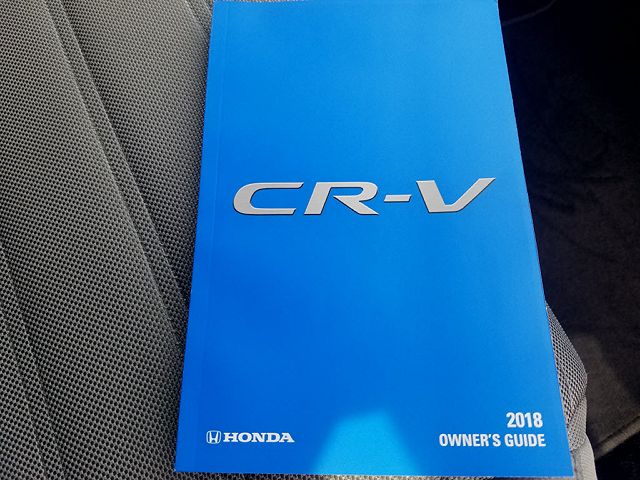 CR-V
2018
OWNER'S GUIDE
HONDA